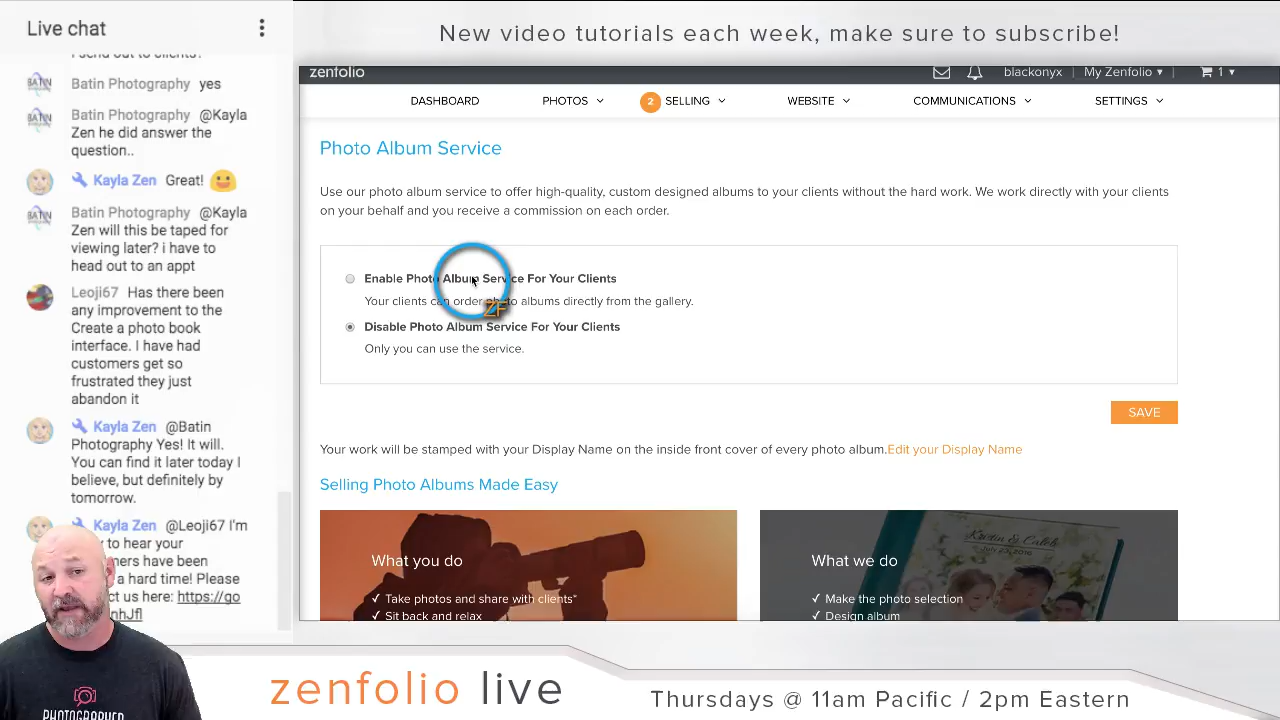 Live chat
New video tutorials each week, make sure to subscribe!
I send out to clients?
Batin Photography yes
Batin Photography @Kayla
Zen he did answer the
question..
Kayla Zen Great!
Batin Photography @Kayla
Zen will this be taped for
viewing later? i have to
head out to an appt
Leoji67 Has there been
any improvement to the
Create a photo book
interface. I have had
customers get so
frustrated they just
abandon it
Kayla Zen @Batin
Photography Yes! It will.
You can find it later today I
believe, but definitely by
tomorrow.
Kayla Zen @Leoji67 I'm
to hear your
have been
a hard time! Please
us here: https://go
BATIN
BATIN
BATIN
zenfolio
blackonyx
My Zenfolio
1
DASHBOARD
PHOTOS
2 SELLING
WEBSITE
COMMUNICATIONS
SETTINGS
Photo Album Service
Use our photo album service to offer high-quality, custom designed albums to your clients without the hard work. We work directly with your clients
on your behalf and you receive a commission on each order.
Enable Photo Album Service For Your Clients
Your clients can order photo albums directly from the gallery.
ZF
Disable Photo Album Service For Your Clients
Only you can use the service.
SAVE
Your work will be stamped with your Display Name on the inside front cover of every photo album.Edit your Display Name
Selling Photo Albums Made Easy
What you do
✓ Take photos and share with clients*
✓ Sit back and relax
What we do
✓ Make the photo selection
✓ Design album
Kristin & Caleb
PHOTOGRAPHER
zenfolio live
Thursdays @ 11am Pacific / 2pm Eastern